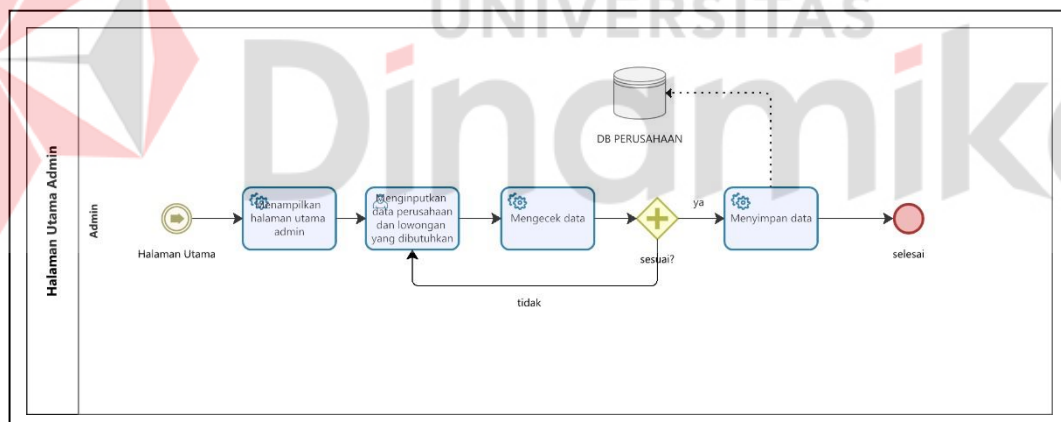 UNIVERSITAS
Dinamika
Halaman Utama Admin
Admin
DB PERUSAHAAN
Halaman Utama
Menampilkan
halaman utama
admin
Menginputkan
data perusahaan
dan lowongan
yang dibutuhkan
Mengecek data
ya
sesuai?
Menyimpan data
selesai
tidak